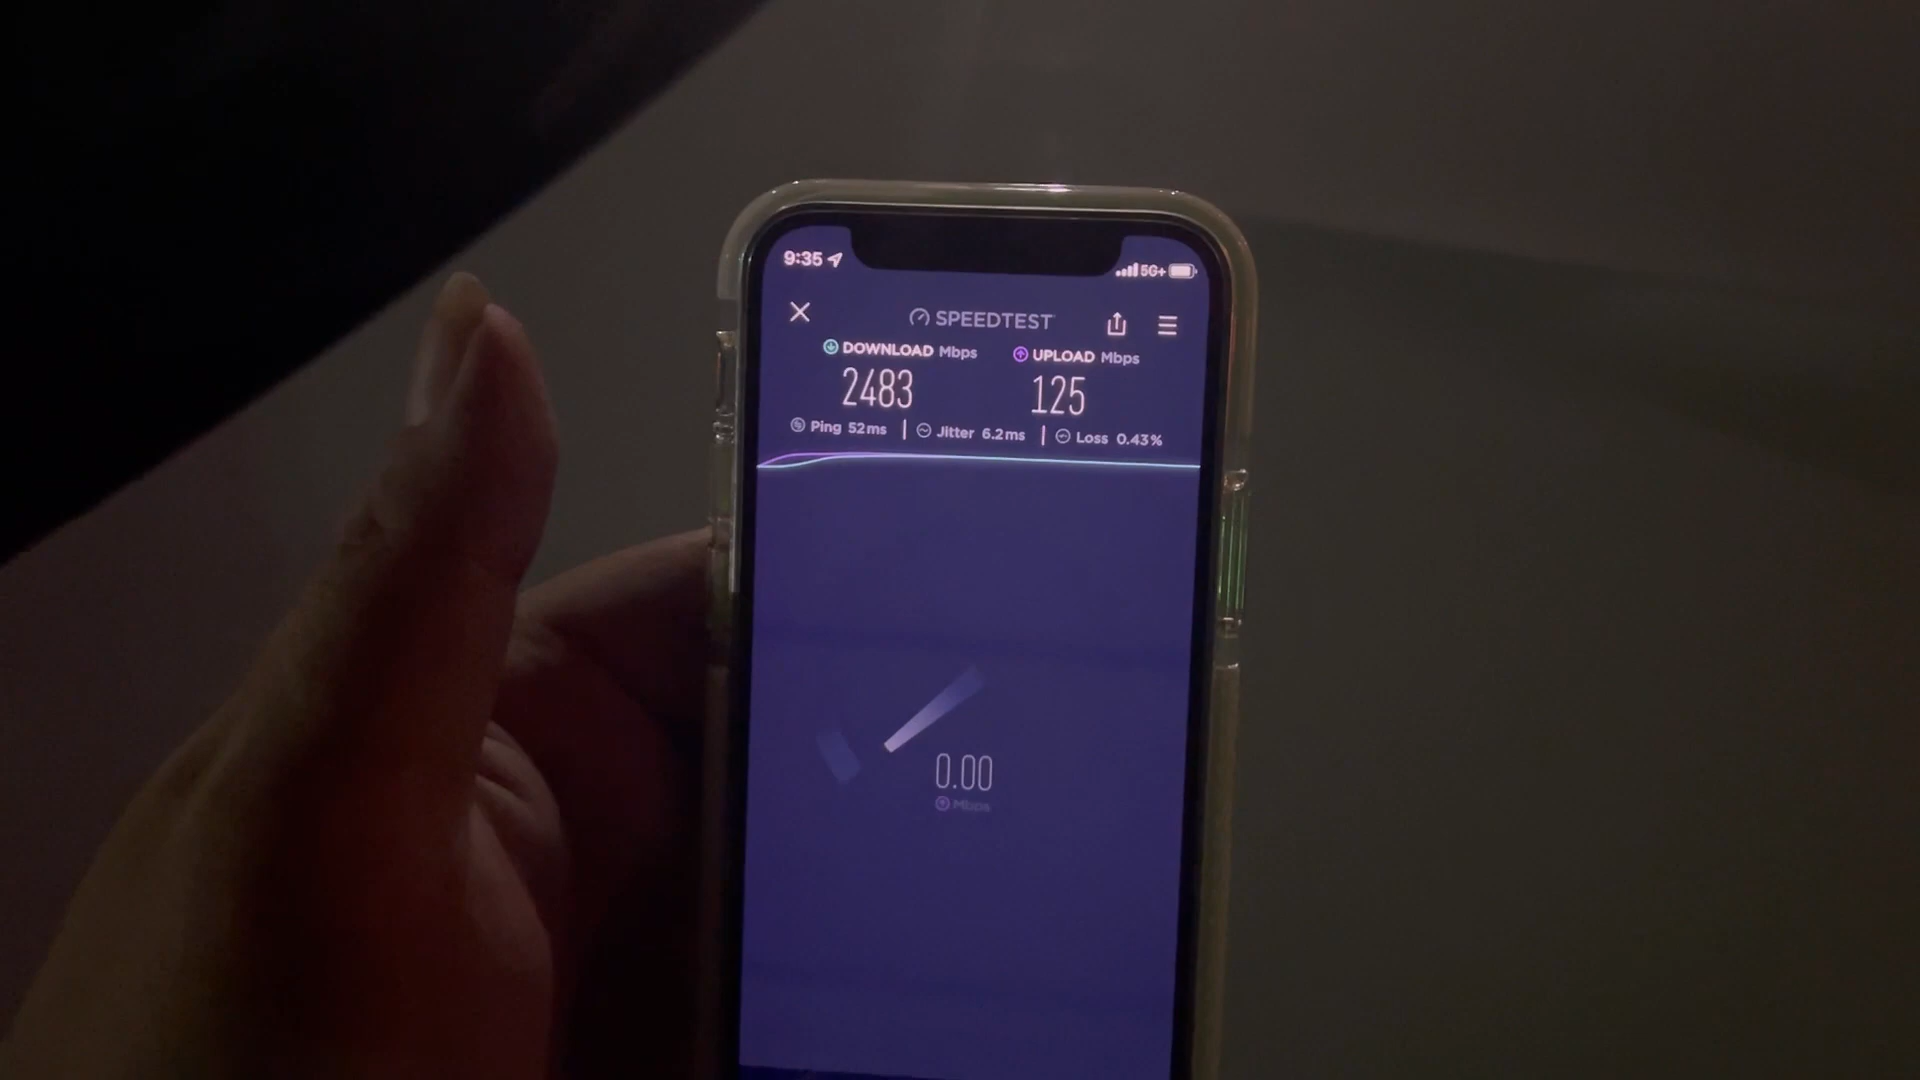 9:35
5G+
SPEEDTEST
DOWNLOAD Mbps
UPLOAD Mbps
2483
125
Ping 52ms
Jitter 6.2ms
Loss 0.43%
0.00
Mbps